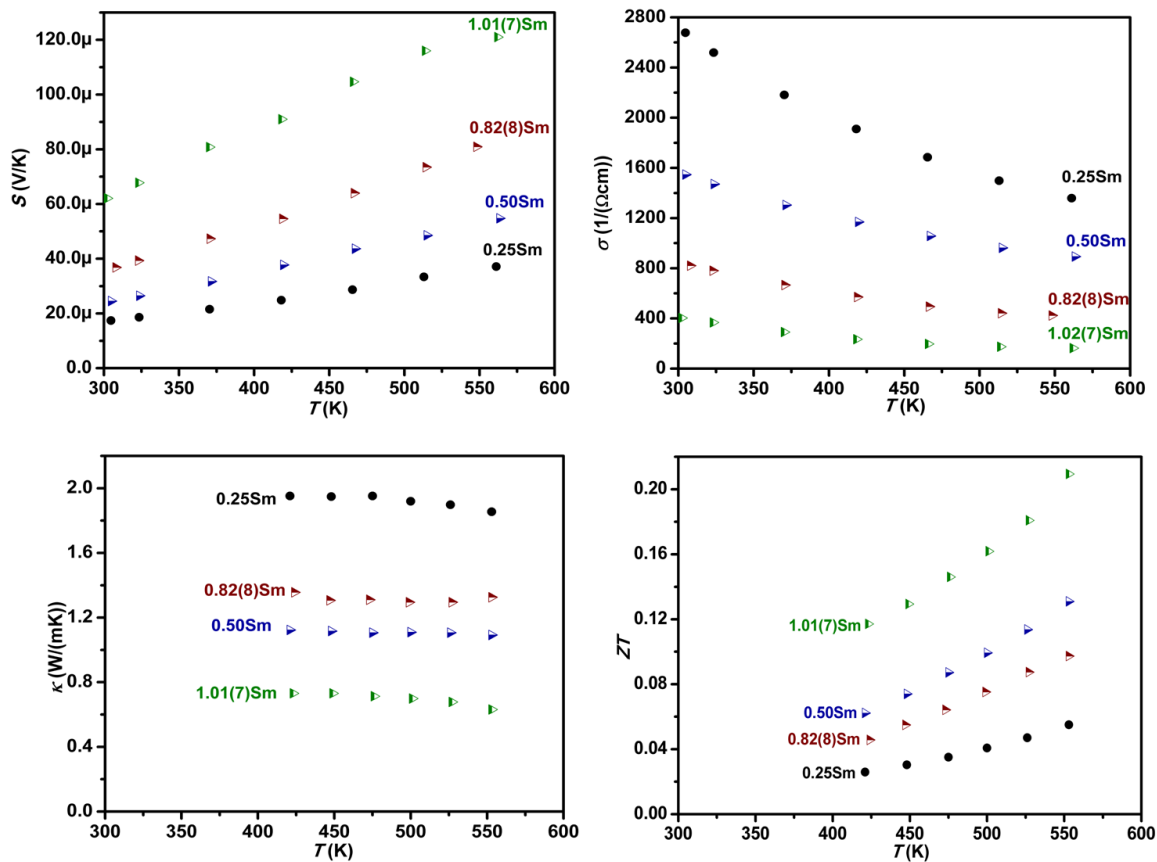 120.0µ
100.0µ
80.0µ
60.0µ
40.0µ
20.0µ
0.0
S (V/K)
1.01(7)Sm
0.82(8)Sm
0.50Sm
0.25Sm
300 350 400 450 500 550 600
T (K)
2800
2400
2000
1600
1200
800
400
0
σ (1/(Ωcm))
0.25Sm
0.50Sm
0.82(8)Sm
1.02(7)Sm
300 350 400 450 500 550 600
T (K)
2.0
1.6
1.2
0.8
0.4
0.0
κ (W/(mK))
0.25Sm
0.82(8)Sm
0.50Sm
1.01(7)Sm
300 350 400 450 500 550 600
T (K)
0.20
0.16
0.12
0.08
0.04
0.00
ZT
1.01(7)Sm
0.50Sm
0.82(8)Sm
0.25Sm
300 350 400 450 500 550 600
T (K)